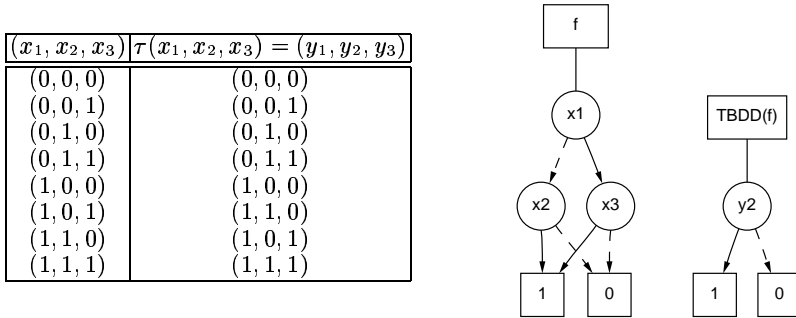 (x₁, x₂, x₃) τ(x₁, x₂, x₃) = (y₁, y₂, y₃)
(0, 0, 0) (0, 0, 0)
(0, 0, 1) (0, 0, 1)
(0, 1, 0) (0, 1, 0)
(0, 1, 1) (0, 1, 1)
(1, 0, 0) (1, 0, 0)
(1, 0, 1) (1, 1, 0)
(1, 1, 0) (1, 0, 1)
(1, 1, 1) (1, 1, 1)
f
x1
x2 x3
1 0
TBDD(f)
y2
1 0